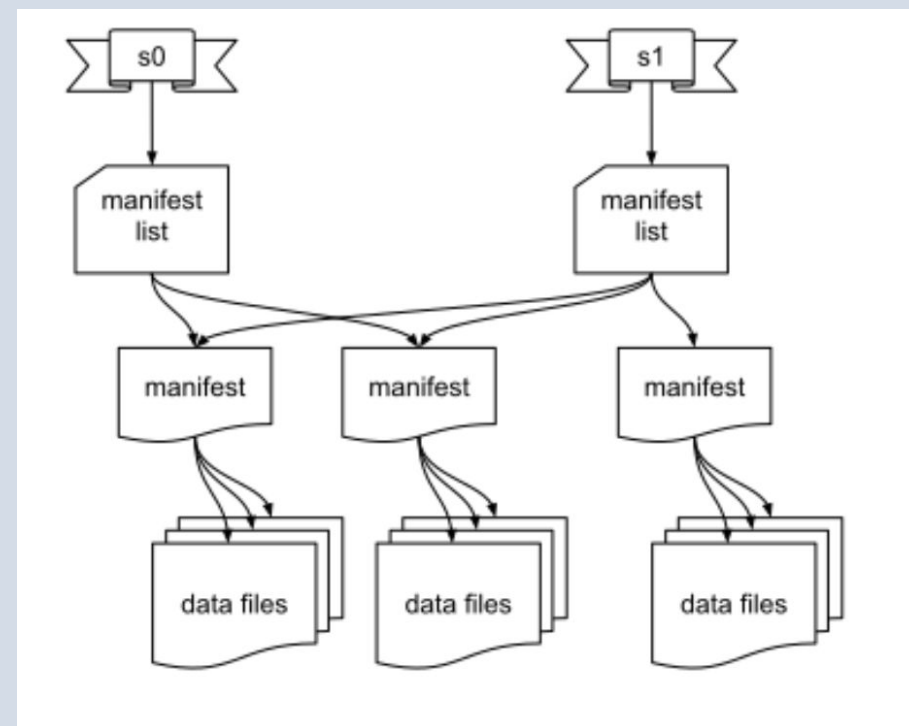 s0
s1
manifest
list
manifest
list
manifest
manifest
manifest
data files
data files
data files